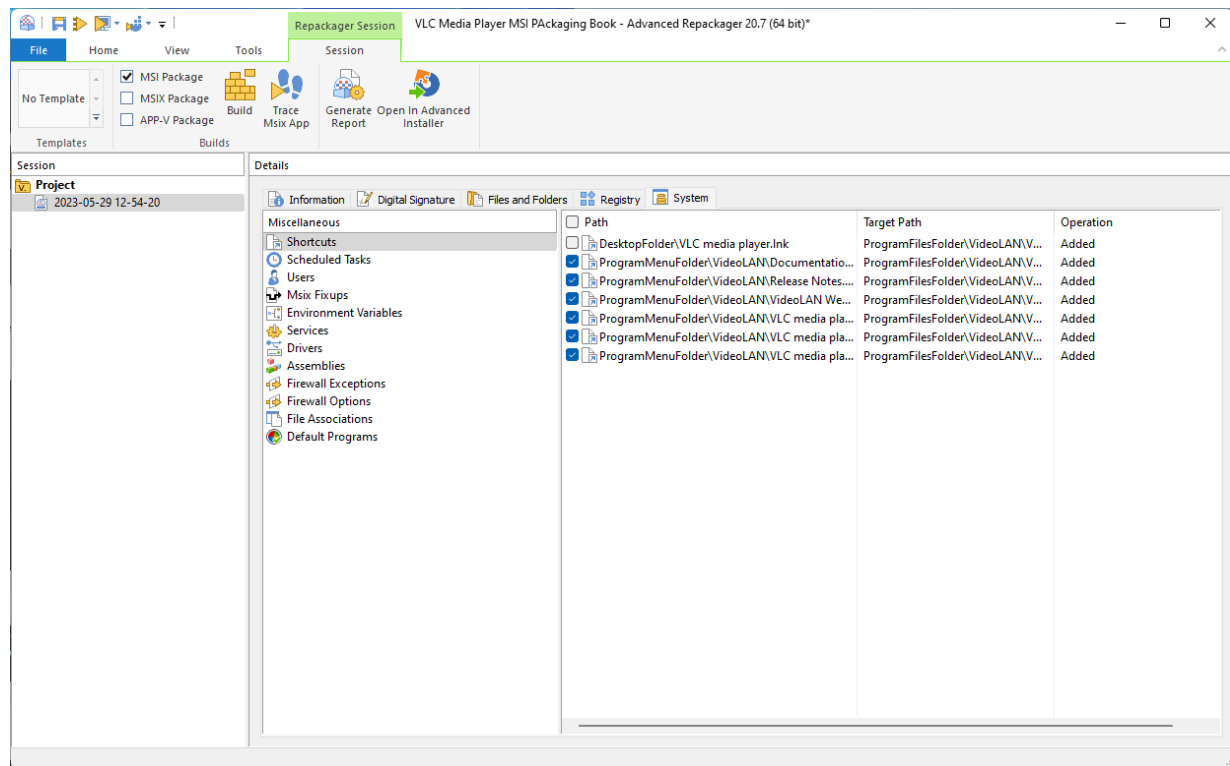 Repackager Session
VLC Media Player MSI PAckaging Book - Advanced Repackager 20.7 (64 bit)*
File Home View Tools Session
No Template
MSI Package
MSIX Package
APP-V Package
Build
Trace
Msix App
Generate
Report
Open In Advanced
Installer
Templates
Builds
Session
Project
2023-05-29 12-54-20
Details
Information Digital Signature Files and Folders Registry System
Miscellaneous
Shortcuts
Scheduled Tasks
Users
Msix Fixups
Environment Variables
Services
Drivers
Assemblies
Firewall Exceptions
Firewall Options
File Associations
Default Programs
Path Target Path Operation
DesktopFolder\VLC media player.lnk ProgramFilesFolder\VideoLAN\V... Added
ProgramMenuFolder\VideoLAN\Documentatio... ProgramFilesFolder\VideoLAN\V... Added
ProgramMenuFolder\VideoLAN\Release Notes.... ProgramFilesFolder\VideoLAN\V... Added
ProgramMenuFolder\VideoLAN\VideoLAN We... ProgramFilesFolder\VideoLAN\V... Added
ProgramMenuFolder\VideoLAN\VLC media pla... ProgramFilesFolder\VideoLAN\V... Added
ProgramMenuFolder\VideoLAN\VLC media pla... ProgramFilesFolder\VideoLAN\V... Added
ProgramMenuFolder\VideoLAN\VLC media pla... ProgramFilesFolder\VideoLAN\V... Added